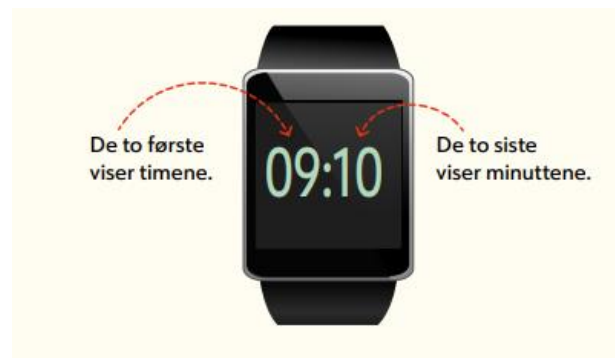 De to første
viser timene.
09:10
De to siste
viser minuttene.